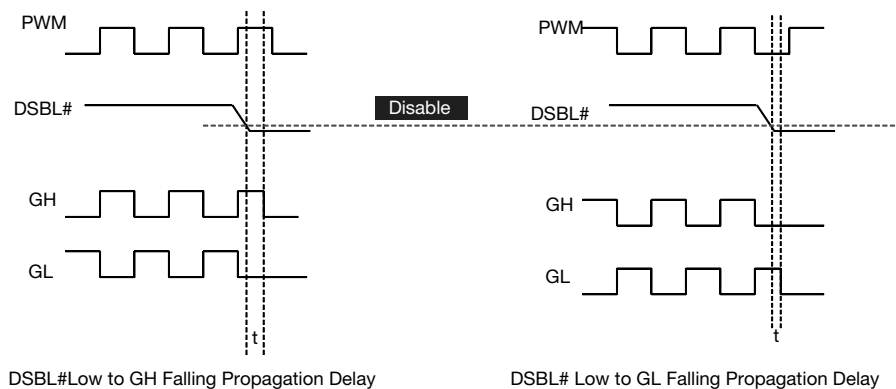 PWM
PWM
DSBL#
Disable
DSBL#
GH
GH
GL
GL
t
t
DSBL#Low to GH Falling Propagation Delay
DSBL# Low to GL Falling Propagation Delay